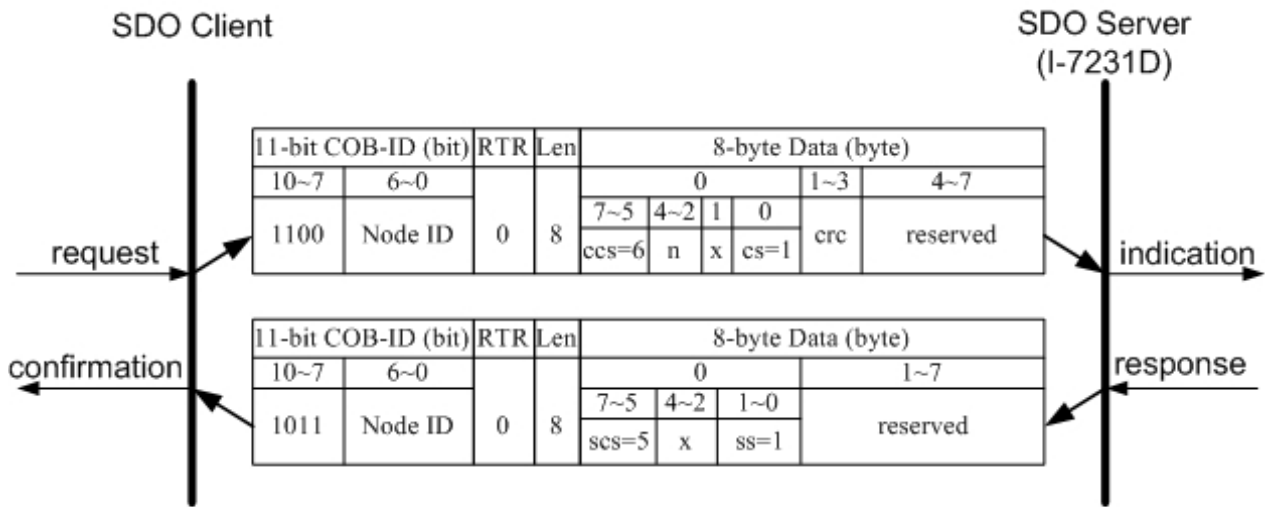 SDO Client
SDO Server
(I-7231D)
11-bit COB-ID (bit) RTR Len 8-byte Data (byte)
10~7 6~0 0 1~3 4~7
7~5 4~2 1 0
1100 Node ID 0 8 crc reserved
ccs=6 n x cs=1
request
indication
11-bit COB-ID (bit) RTR Len 8-byte Data (byte)
10~7 6~0 0 1~7
confirmation
response
7~5 4~2 1~0
1011 Node ID 0 8 reserved
scs=5 x ss=1